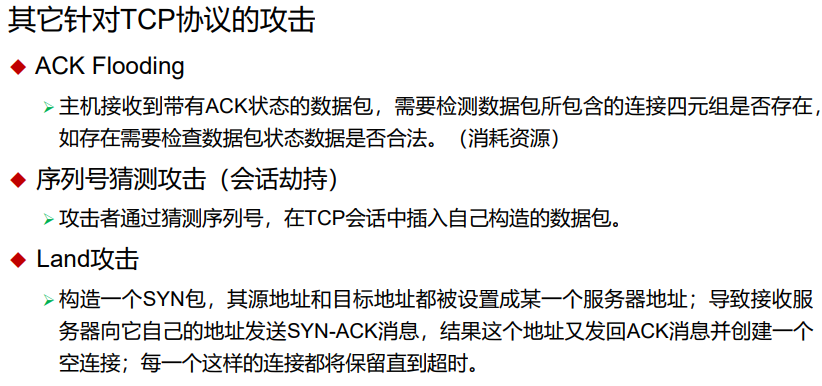 其它针对TCP协议的攻击
ACK Flooding
主机接收到带有ACK状态的数据包，需要检测数据包所包含的连接四元组是否存在，
如存在需要检查数据包状态数据是否合法。（消耗资源）
序列号猜测攻击（会话劫持）
攻击者通过猜测序列号，在TCP会话中插入自己构造的数据包。
Land攻击
构造一个SYN包，其源地址和目标地址都被设置成某一个服务器地址；导致接收服
务器向它自己的地址发送SYN-ACK消息，结果这个地址又发回ACK消息并创建一个
空连接；每一个这样的连接都将保留直到超时。